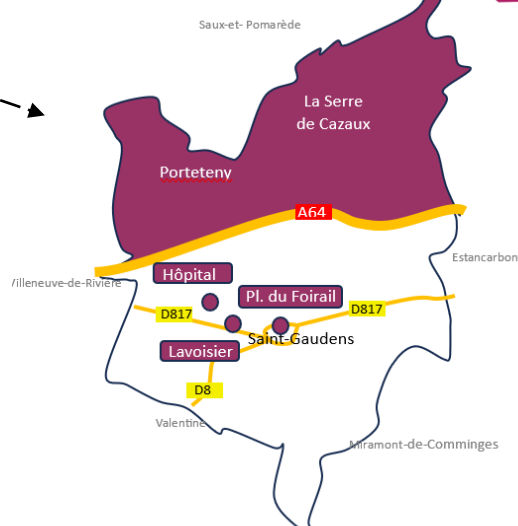 Saux-et- Pomarède
La Serre
de Cazaux
Porteteny
A64
Estancarbon
Villeneuve-de-Rivière
Hôpital
Pl. du Foirail
D817
D817
Saint-Gaudens
Lavoisier
D8
Valentine
Miramont-de-Comminges